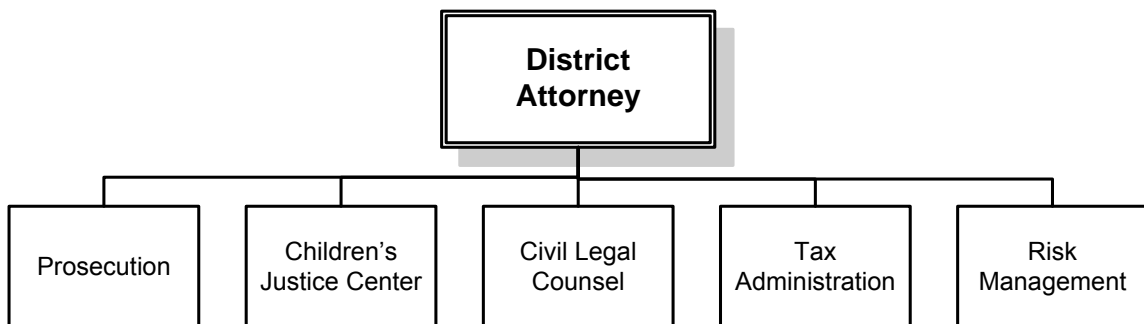 District
Attorney
Prosecution
Children’s
Justice Center
Civil Legal
Counsel
Tax
Administration
Risk
Management